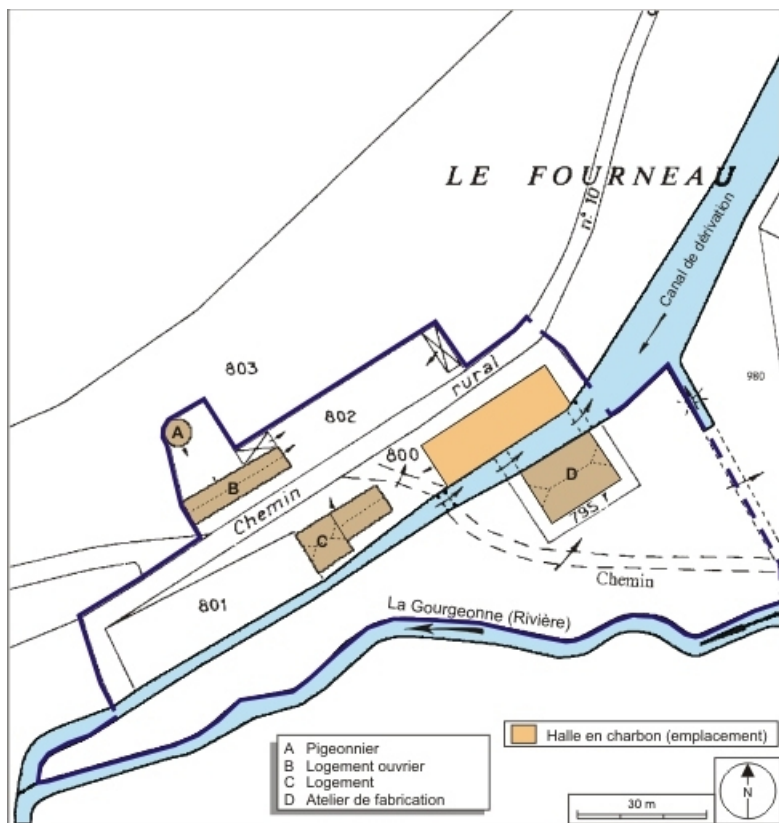 LE FOURNEAU
n° 10
Canal de dérivation
803
802
rural
980
A
B
800
D
Chemin
C
795
Chemin
801
La Gourgeonne (Rivière)
A Pigeonnier
B Logement ouvrier
C Logement
D Atelier de fabrication
Halle en charbon (emplacement)
30 m
N